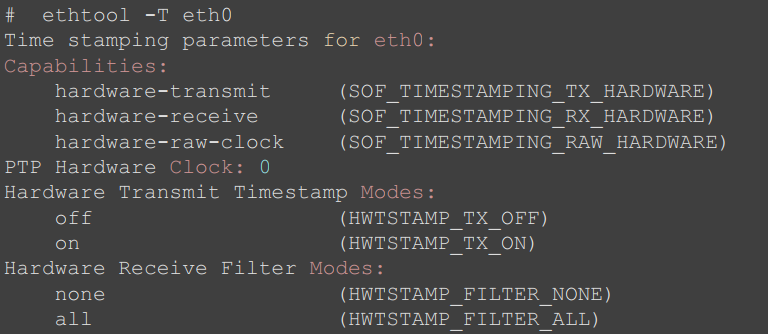 #  ethtool -T eth0
Time stamping parameters for eth0:
Capabilities:
    hardware-transmit     (SOF_TIMESTAMPING_TX_HARDWARE)
    hardware-receive      (SOF_TIMESTAMPING_RX_HARDWARE)
    hardware-raw-clock    (SOF_TIMESTAMPING_RAW_HARDWARE)
PTP Hardware Clock: 0
Hardware Transmit Timestamp Modes:
    off                   (HWTSTAMP_TX_OFF)
    on                    (HWTSTAMP_TX_ON)
Hardware Receive Filter Modes:
    none                  (HWTSTAMP_FILTER_NONE)
    all                   (HWTSTAMP_FILTER_ALL)